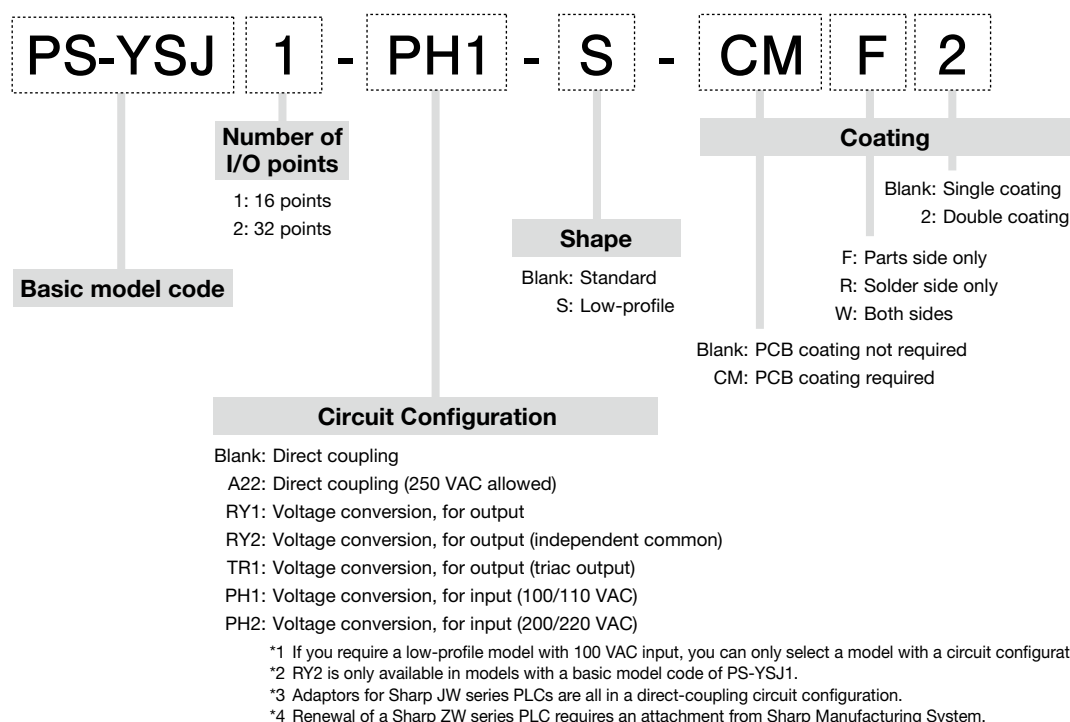 PS-YSJ 1 - PH1 - S - CM F 2
Number of
I/O points
1: 16 points
2: 32 points
Basic model code
Coating
Blank: Single coating
2: Double coating
F: Parts side only
R: Solder side only
W: Both sides
Blank: PCB coating not required
CM: PCB coating required
Shape
Blank: Standard
S: Low-profile
Circuit Configuration
Blank: Direct coupling
A22: Direct coupling (250 VAC allowed)
RY1: Voltage conversion, for output
RY2: Voltage conversion, for output (independent common)
TR1: Voltage conversion, for output (triac output)
PH1: Voltage conversion, for input (100/110 VAC)
PH2: Voltage conversion, for input (200/220 VAC)
*1 If you require a low-profile model with 100 VAC input, you can only select a model with a circuit configurat
*2 RY2 is only available in models with a basic model code of PS-YSJ1.
*3 Adaptors for Sharp JW series PLCs are all in a direct-coupling circuit configuration.
*4 Renewal of a Sharp ZW series PLC requires an attachment from Sharp Manufacturing System.